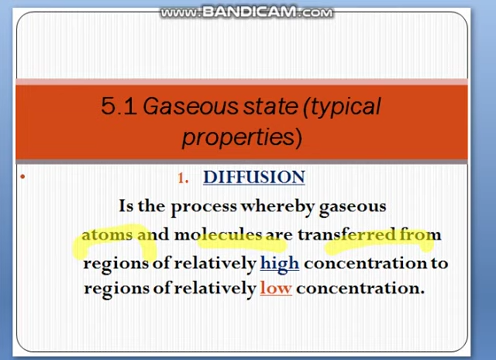 www.BANDICAM.com
5.1 Gaseous state (typical
properties)
1. DIFFUSION
Is the process whereby gaseous
atoms and molecules are transferred from
regions of relatively high concentration to
regions of relatively low concentration.